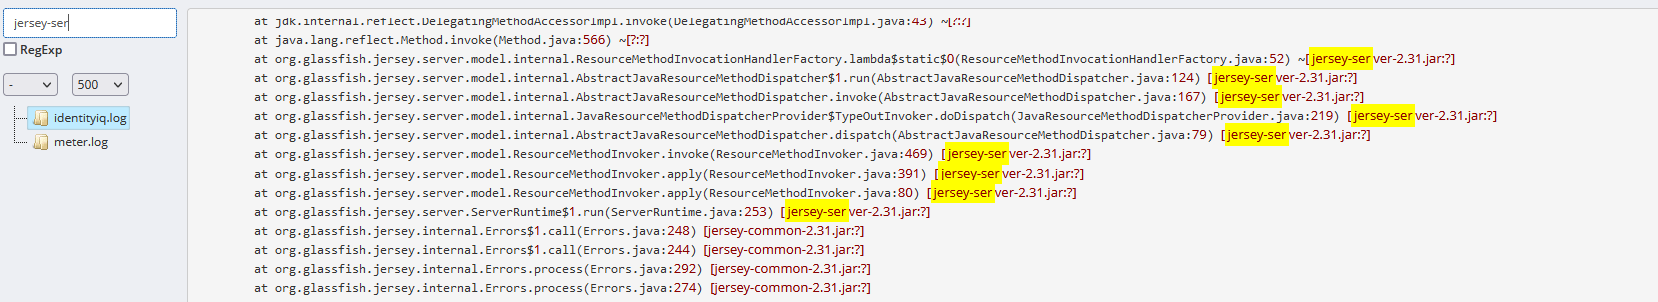 jersey-ser
RegExp
-
500
identityiq.log
meter.log
at jdk.internal.reflect.DelegatingMethodAccessorImpl.invoke(DelegatingMethodAccessorImpl.java:43) ~[?:?]
at java.lang.reflect.Method.invoke(Method.java:566) ~[?:?]
at org.glassfish.jersey.server.model.internal.ResourceMethodInvocationHandlerFactory.lambda$static$0(ResourceMethodInvocationHandlerFactory.java:52) ~[jersey-server-2.31.jar:?]
at org.glassfish.jersey.server.model.internal.AbstractJavaResourceMethodDispatcher$1.run(AbstractJavaResourceMethodDispatcher.java:124) [jersey-server-2.31.jar:?]
at org.glassfish.jersey.server.model.internal.AbstractJavaResourceMethodDispatcher.invoke(AbstractJavaResourceMethodDispatcher.java:167) [jersey-server-2.31.jar:?]
at org.glassfish.jersey.server.model.internal.JavaResourceMethodDispatcherProvider$TypeOutInvoker.doDispatch(JavaResourceMethodDispatcherProvider.java:219) [jersey-server-2.31.jar:?]
at org.glassfish.jersey.server.model.internal.AbstractJavaResourceMethodDispatcher.dispatch(AbstractJavaResourceMethodDispatcher.java:79) [jersey-server-2.31.jar:?]
at org.glassfish.jersey.server.model.ResourceMethodInvoker.invoke(ResourceMethodInvoker.java:469) [jersey-server-2.31.jar:?]
at org.glassfish.jersey.server.model.ResourceMethodInvoker.apply(ResourceMethodInvoker.java:391) [jersey-server-2.31.jar:?]
at org.glassfish.jersey.server.model.ResourceMethodInvoker.apply(ResourceMethodInvoker.java:80) [jersey-server-2.31.jar:?]
at org.glassfish.jersey.server.ServerRuntime$1.run(ServerRuntime.java:253) [jersey-server-2.31.jar:?]
at org.glassfish.jersey.internal.Errors$1.call(Errors.java:248) [jersey-common-2.31.jar:?]
at org.glassfish.jersey.internal.Errors$1.call(Errors.java:244) [jersey-common-2.31.jar:?]
at org.glassfish.jersey.internal.Errors.process(Errors.java:292) [jersey-common-2.31.jar:?]
at org.glassfish.jersey.internal.Errors.process(Errors.java:274) [jersey-common-2.31.jar:?]